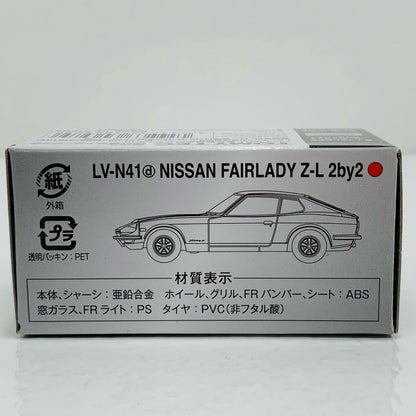 LV-N41ⓓ NISSAN FAIRLADY Z-L 2by2
紙
外箱
プラ
透明パッキン：PET
材質表示
本体、シャーシ：亜鉛合金 ホイール、グリル、FRバンパー、シート：ABS
窓ガラス、FRライト：PS タイヤ：PVC（非フタル酸）